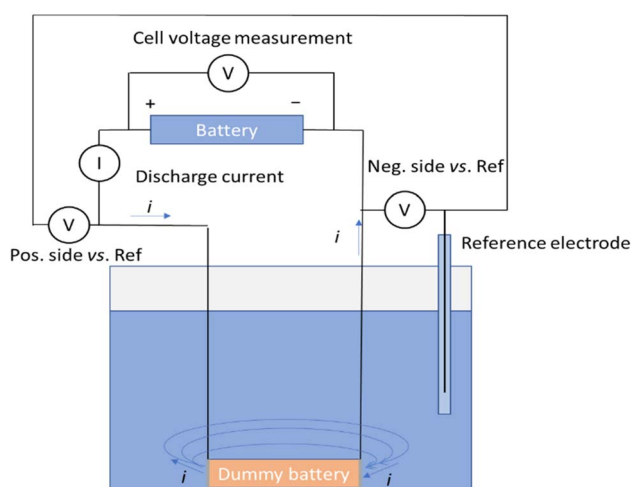 Cell voltage measurement
V
+ −
Battery
I
Discharge current
i
Neg. side vs. Ref
V
V
i
Pos. side vs. Ref
Reference electrode
i
Dummy battery
i